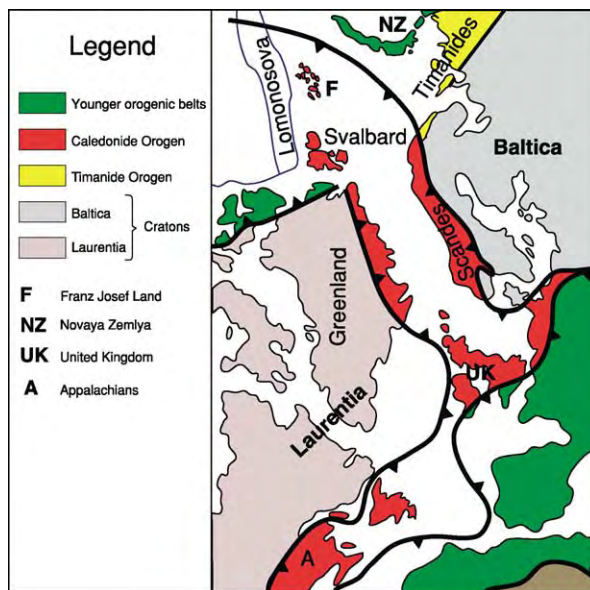 Legend
Younger orogenic belts
Caledonide Orogen
Timanide Orogen
Baltica
Cratons
Laurentia
F Franz Josef Land
NZ Novaya Zemlya
UK United Kingdom
A Appalachians
NZ
Timanides
Lomonosova
F
Svalbard
Baltica
Scandes
Greenland
UK
Laurentia
A